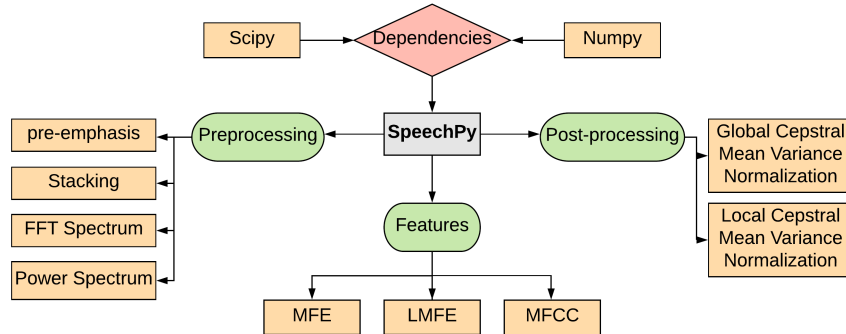 Scipy
Dependencies
Numpy
pre-emphasis
Preprocessing
SpeechPy
Post-processing
Global Cepstral
Mean Variance
Normalization
Stacking
FFT Spectrum
Features
Local Cepstral
Mean Variance
Normalization
Power Spectrum
MFE
LMFE
MFCC